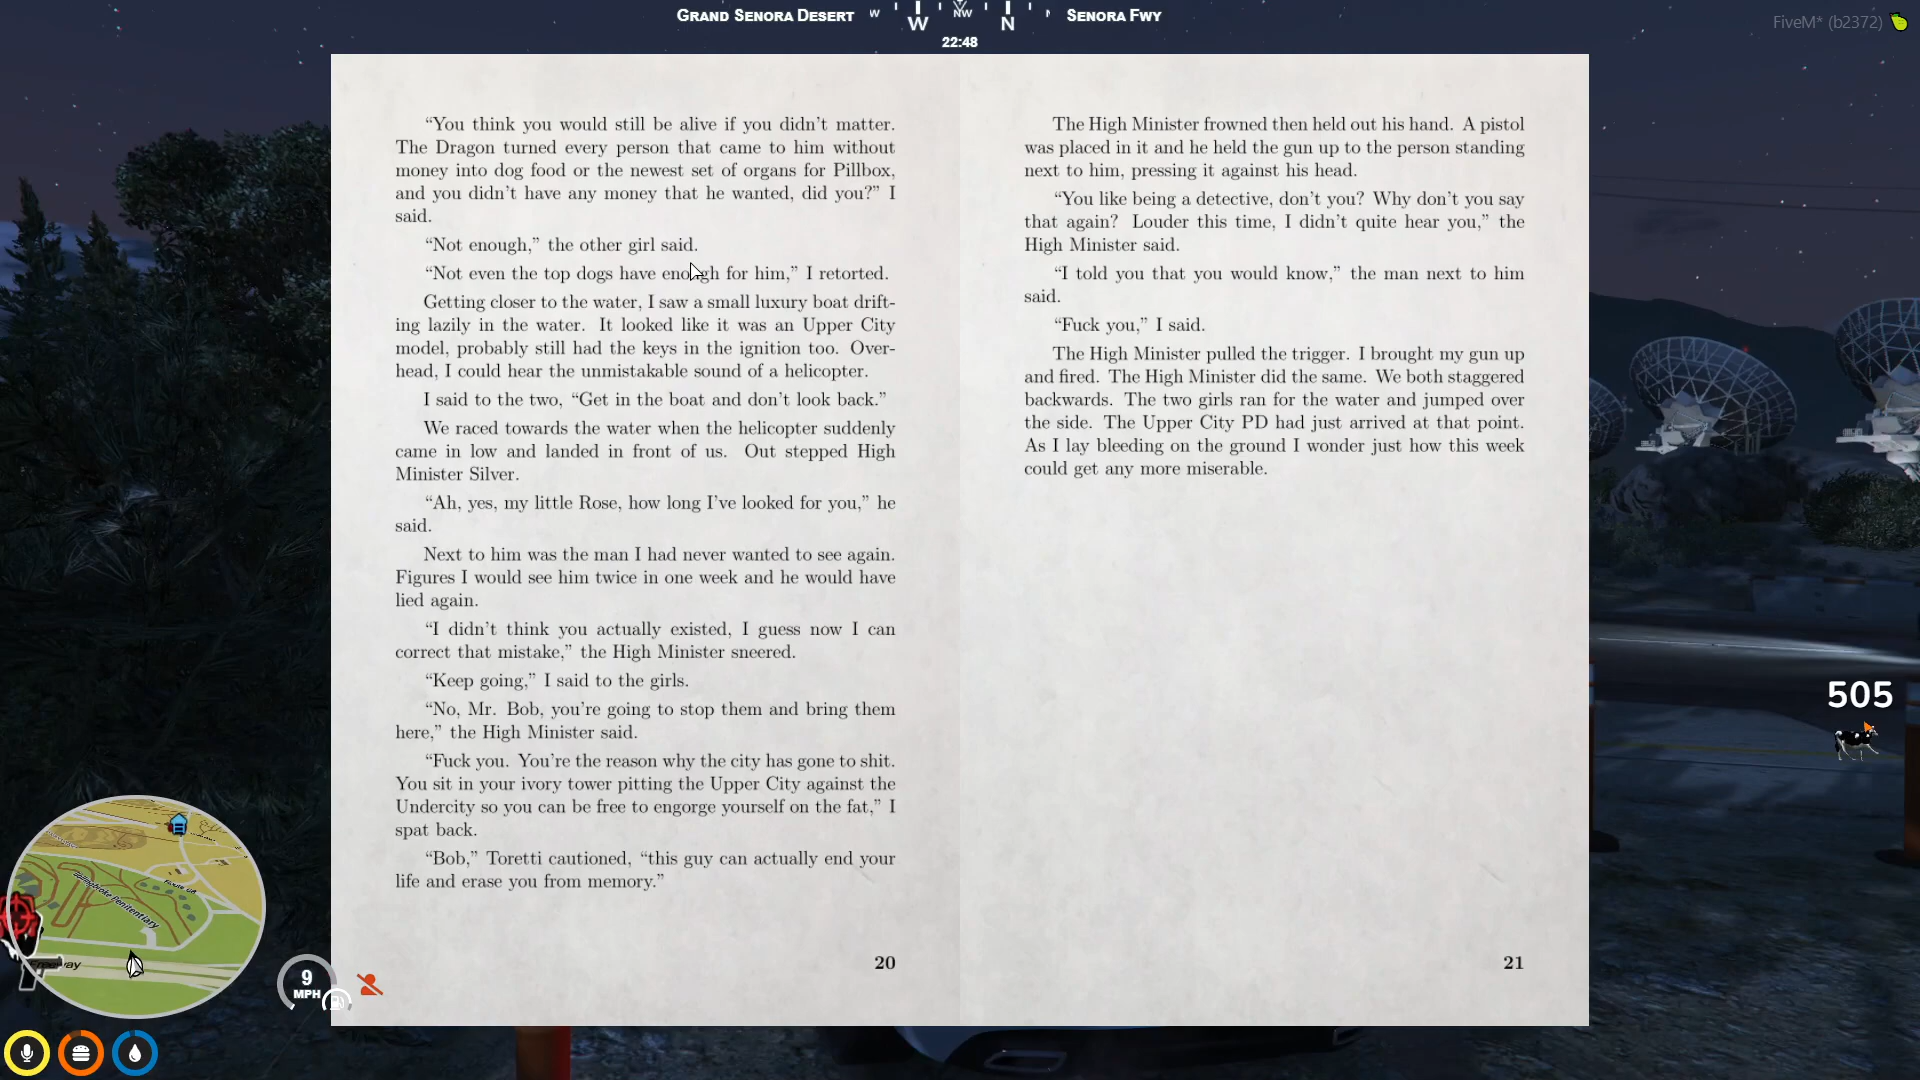 GRAND SENORA DESERT
W
W
NW
N
SENORA FWY
22:48
FiveM* (b2372)
“You think you would still be alive if you didn’t matter.
The Dragon turned every person that came to him without
money into dog food or the newest set of organs for Pillbox,
and you didn’t have any money that he wanted, did you?” I
said.
“Not enough,” the other girl said.
“Not even the top dogs have enough for him,” I retorted.
Getting closer to the water, I saw a small luxury boat drift-
ing lazily in the water. It looked like it was an Upper City
model, probably still had the keys in the ignition too. Over-
head, I could hear the unmistakable sound of a helicopter.
I said to the two, “Get in the boat and don’t look back.”
We raced towards the water when the helicopter suddenly
came in low and landed in front of us. Out stepped High
Minister Silver.
“Ah, yes, my little Rose, how long I’ve looked for you,” he
said.
Next to him was the man I had never wanted to see again.
Figures I would see him twice in one week and he would have
lied again.
“I didn’t think you actually existed, I guess now I can
correct that mistake,” the High Minister sneered.
“Keep going,” I said to the girls.
“No, Mr. Bob, you’re going to stop them and bring them
here,” the High Minister said.
“Fuck you. You’re the reason why the city has gone to shit.
You sit in your ivory tower pitting the Upper City against the
Undercity so you can be free to engorge yourself on the fat,” I
spat back.
“Bob,” Toretti cautioned, “this guy can actually end your
life and erase you from memory.”
20
The High Minister frowned then held out his hand. A pistol
was placed in it and he held the gun up to the person standing
next to him, pressing it against his head.
“You like being a detective, don’t you? Why don’t you say
that again? Louder this time, I didn’t quite hear you,” the
High Minister said.
“I told you that you would know,” the man next to him
said.
“Fuck you,” I said.
The High Minister pulled the trigger. I brought my gun up
and fired. The High Minister did the same. We both staggered
backwards. The two girls ran for the water and jumped over
the side. The Upper City PD had just arrived at that point.
As I lay bleeding on the ground I wonder just how this week
could get any more miserable.
21
505
Bolingbroke Penitentiary
Route 68
Freeway
9
MPH